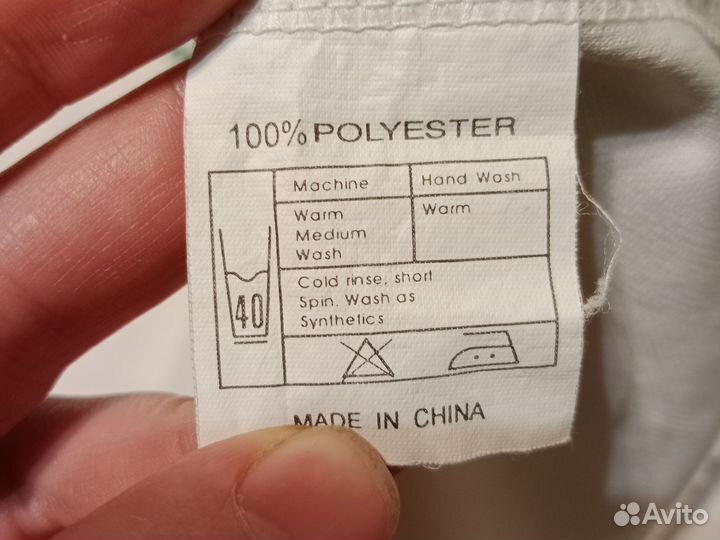 100% POLYESTER
Machine Hand Wash
Warm Warm
Medium
Wash
Cold rinse, short
Spin. Wash as
Synthetics
40
MADE IN CHINA
Avito